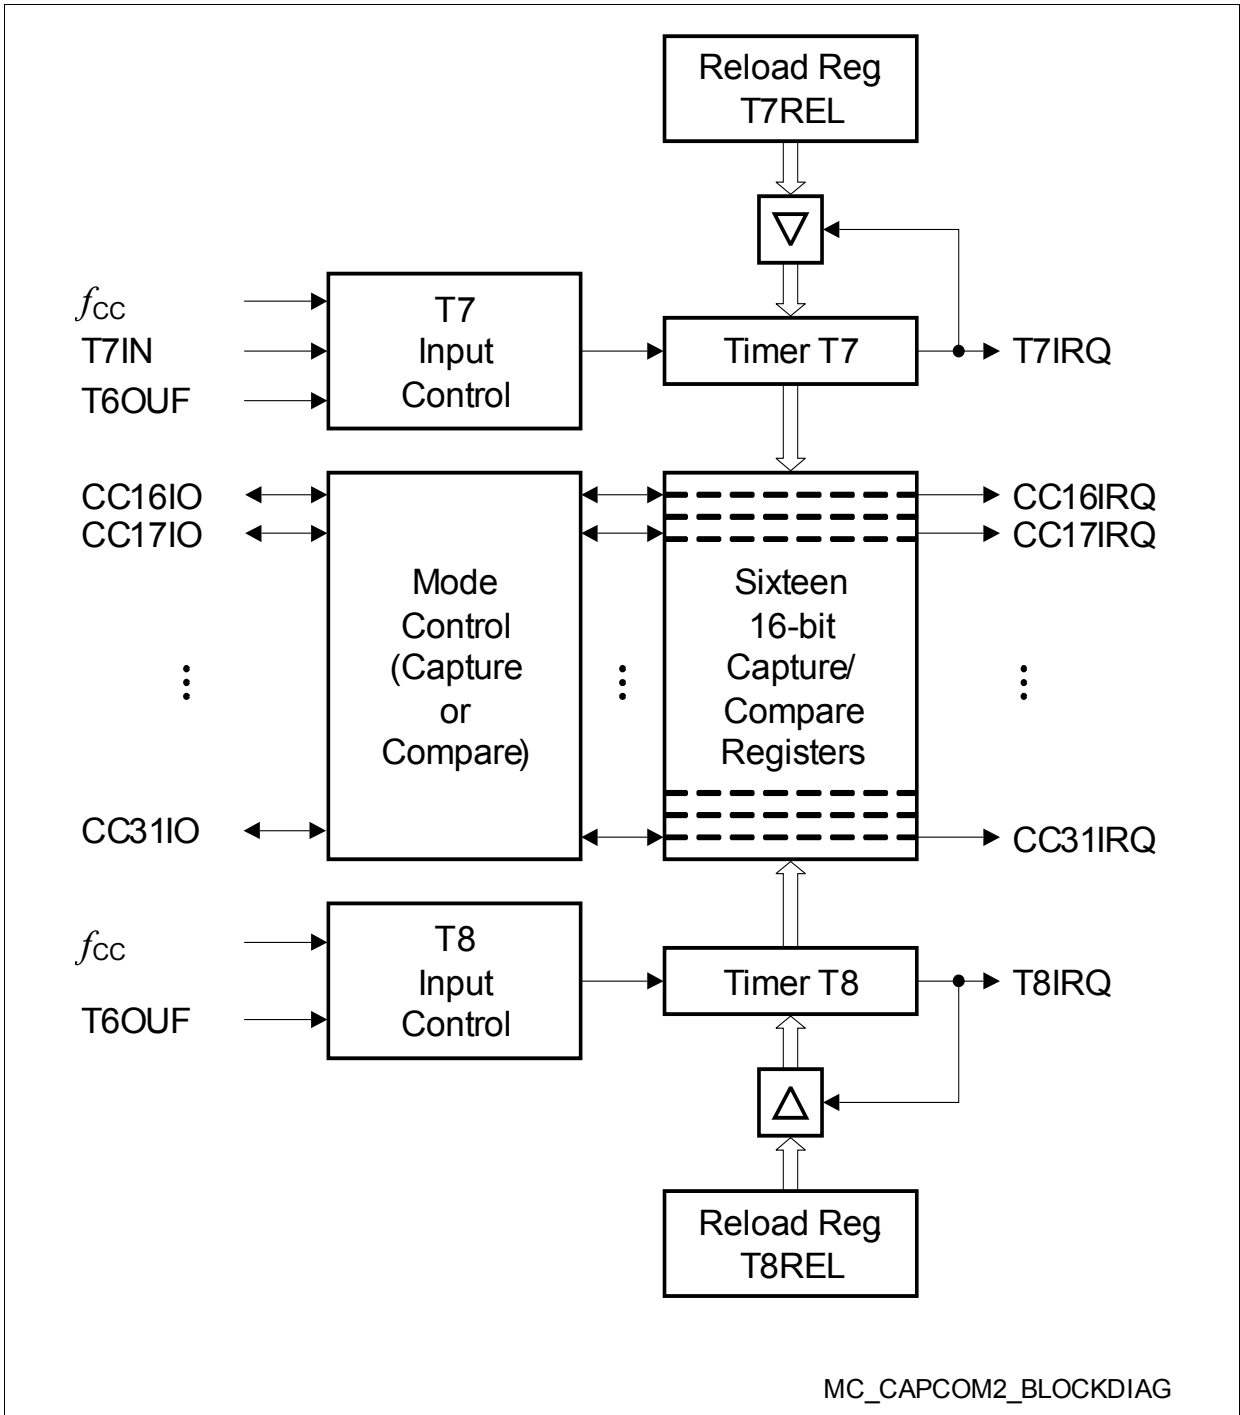 Reload Reg.
T7REL
fCC
T7IN
T6OUF
T7
Input
Control
Timer T7
T7IRQ
CC16IO
CC17IO
CC31IO
Mode
Control
(Capture
or
Compare)
Sixteen
16-bit
Capture/
Compare
Registers
CC16IRQ
CC17IRQ
CC31IRQ
fCC
T6OUF
T8
Input
Control
Timer T8
T8IRQ
Reload Reg.
T8REL
MC_CAPCOM2_BLOCKDIAG